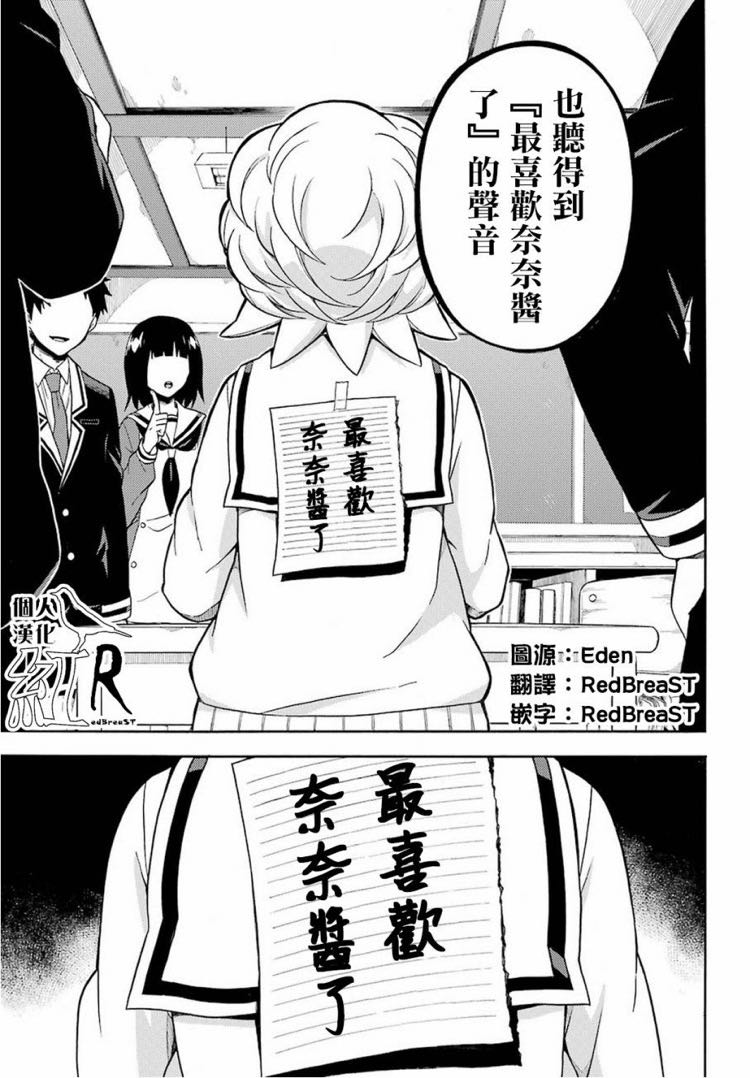 也聽得到
『最喜歡奈奈醬
了』的聲音
最喜歡
奈奈醬了
個人漢化
紅
R
edBreaST
圖源：Eden
翻譯：RedBreaST
嵌字：RedBreaST
最喜歡
奈奈醬了